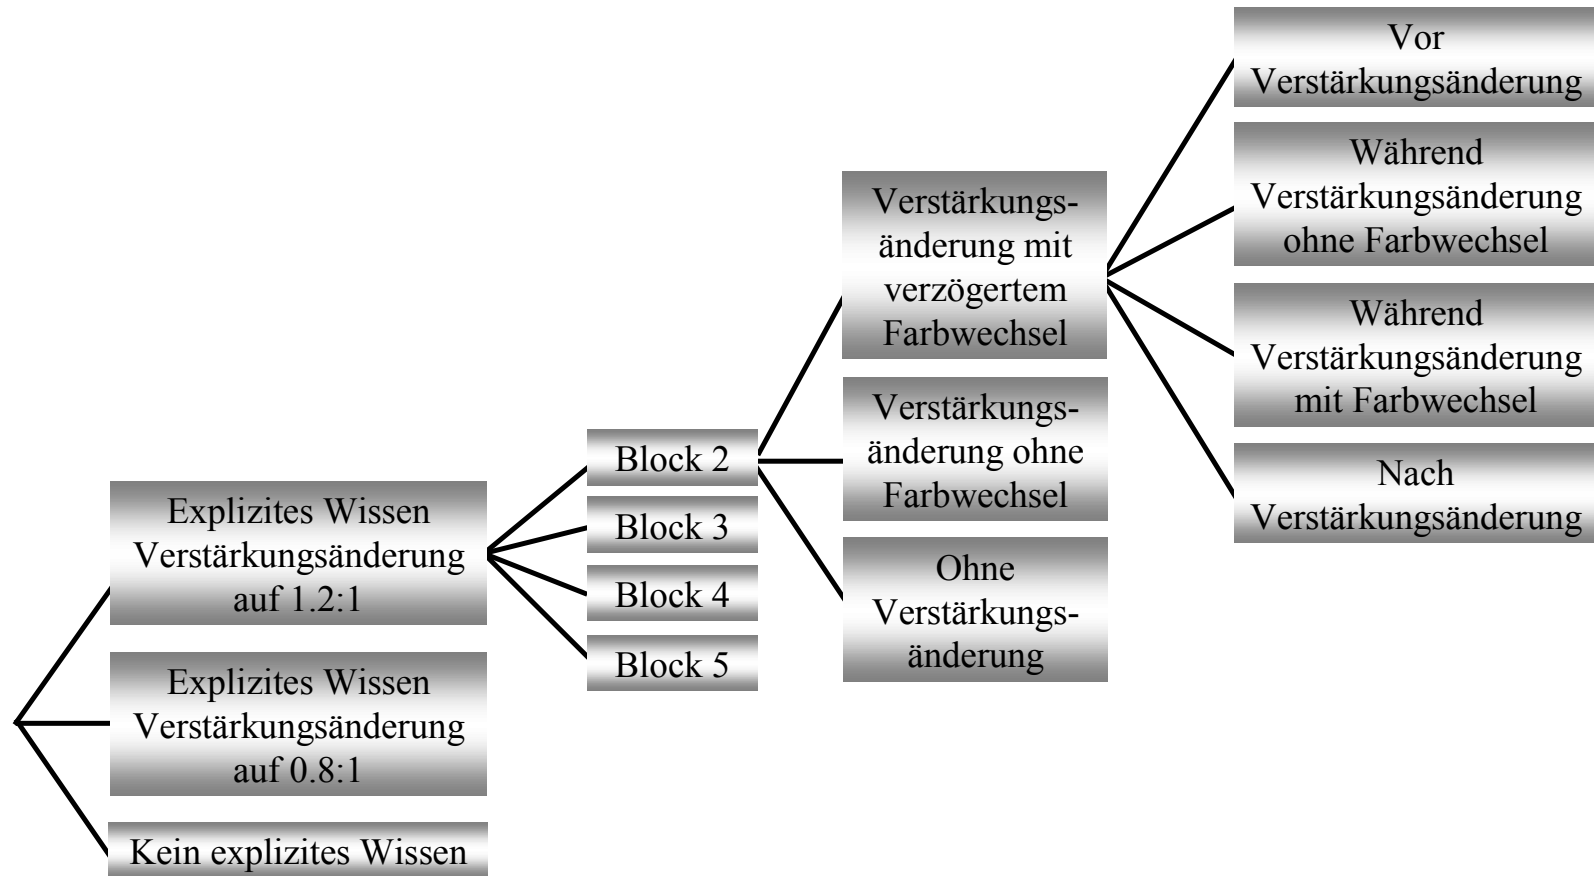 Explizites Wissen
Verstärkungsänderung
auf 1.2:1
Explizites Wissen
Verstärkungsänderung
auf 0.8:1
Kein explizites Wissen
Block 2
Block 3
Block 4
Block 5
Verstärkungs-
änderung mit
verzögertem
Farbwechsel
Verstärkungs-
änderung ohne
Farbwechsel
Ohne
Verstärkungs-
änderung
Vor
Verstärkungsänderung
Während
Verstärkungsänderung
ohne Farbwechsel
Während
Verstärkungsänderung
mit Farbwechsel
Nach
Verstärkungsänderung